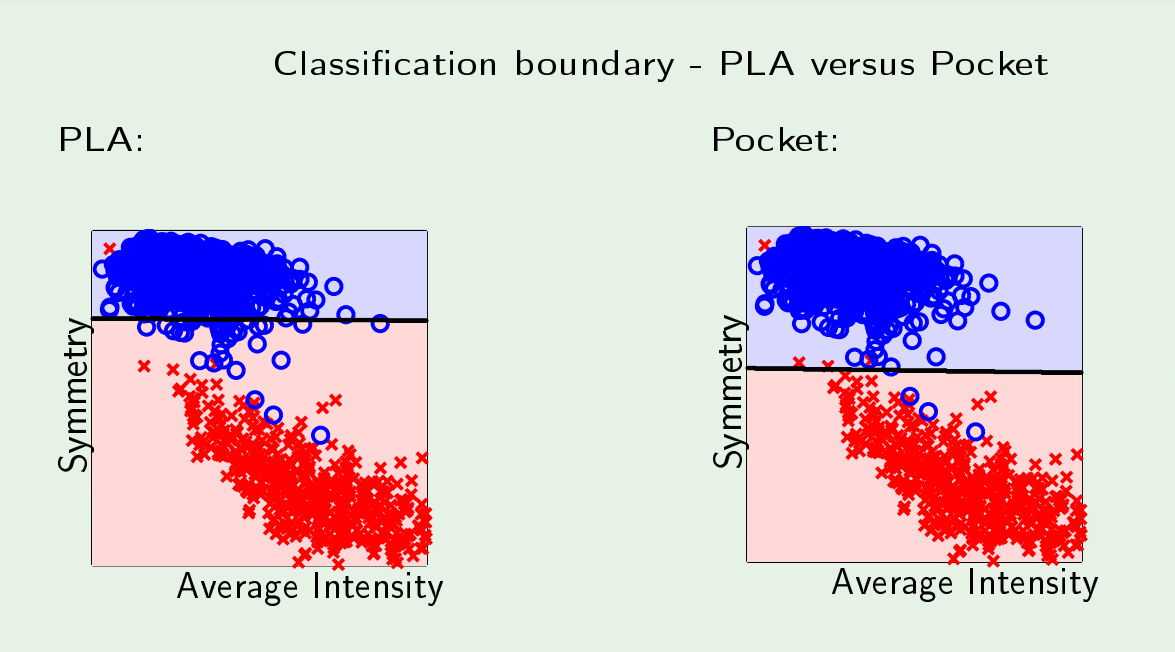 Classification boundary - PLA versus Pocket
PLA:
Pocket:
Symmetry
Average Intensity
Symmetry
Average Intensity